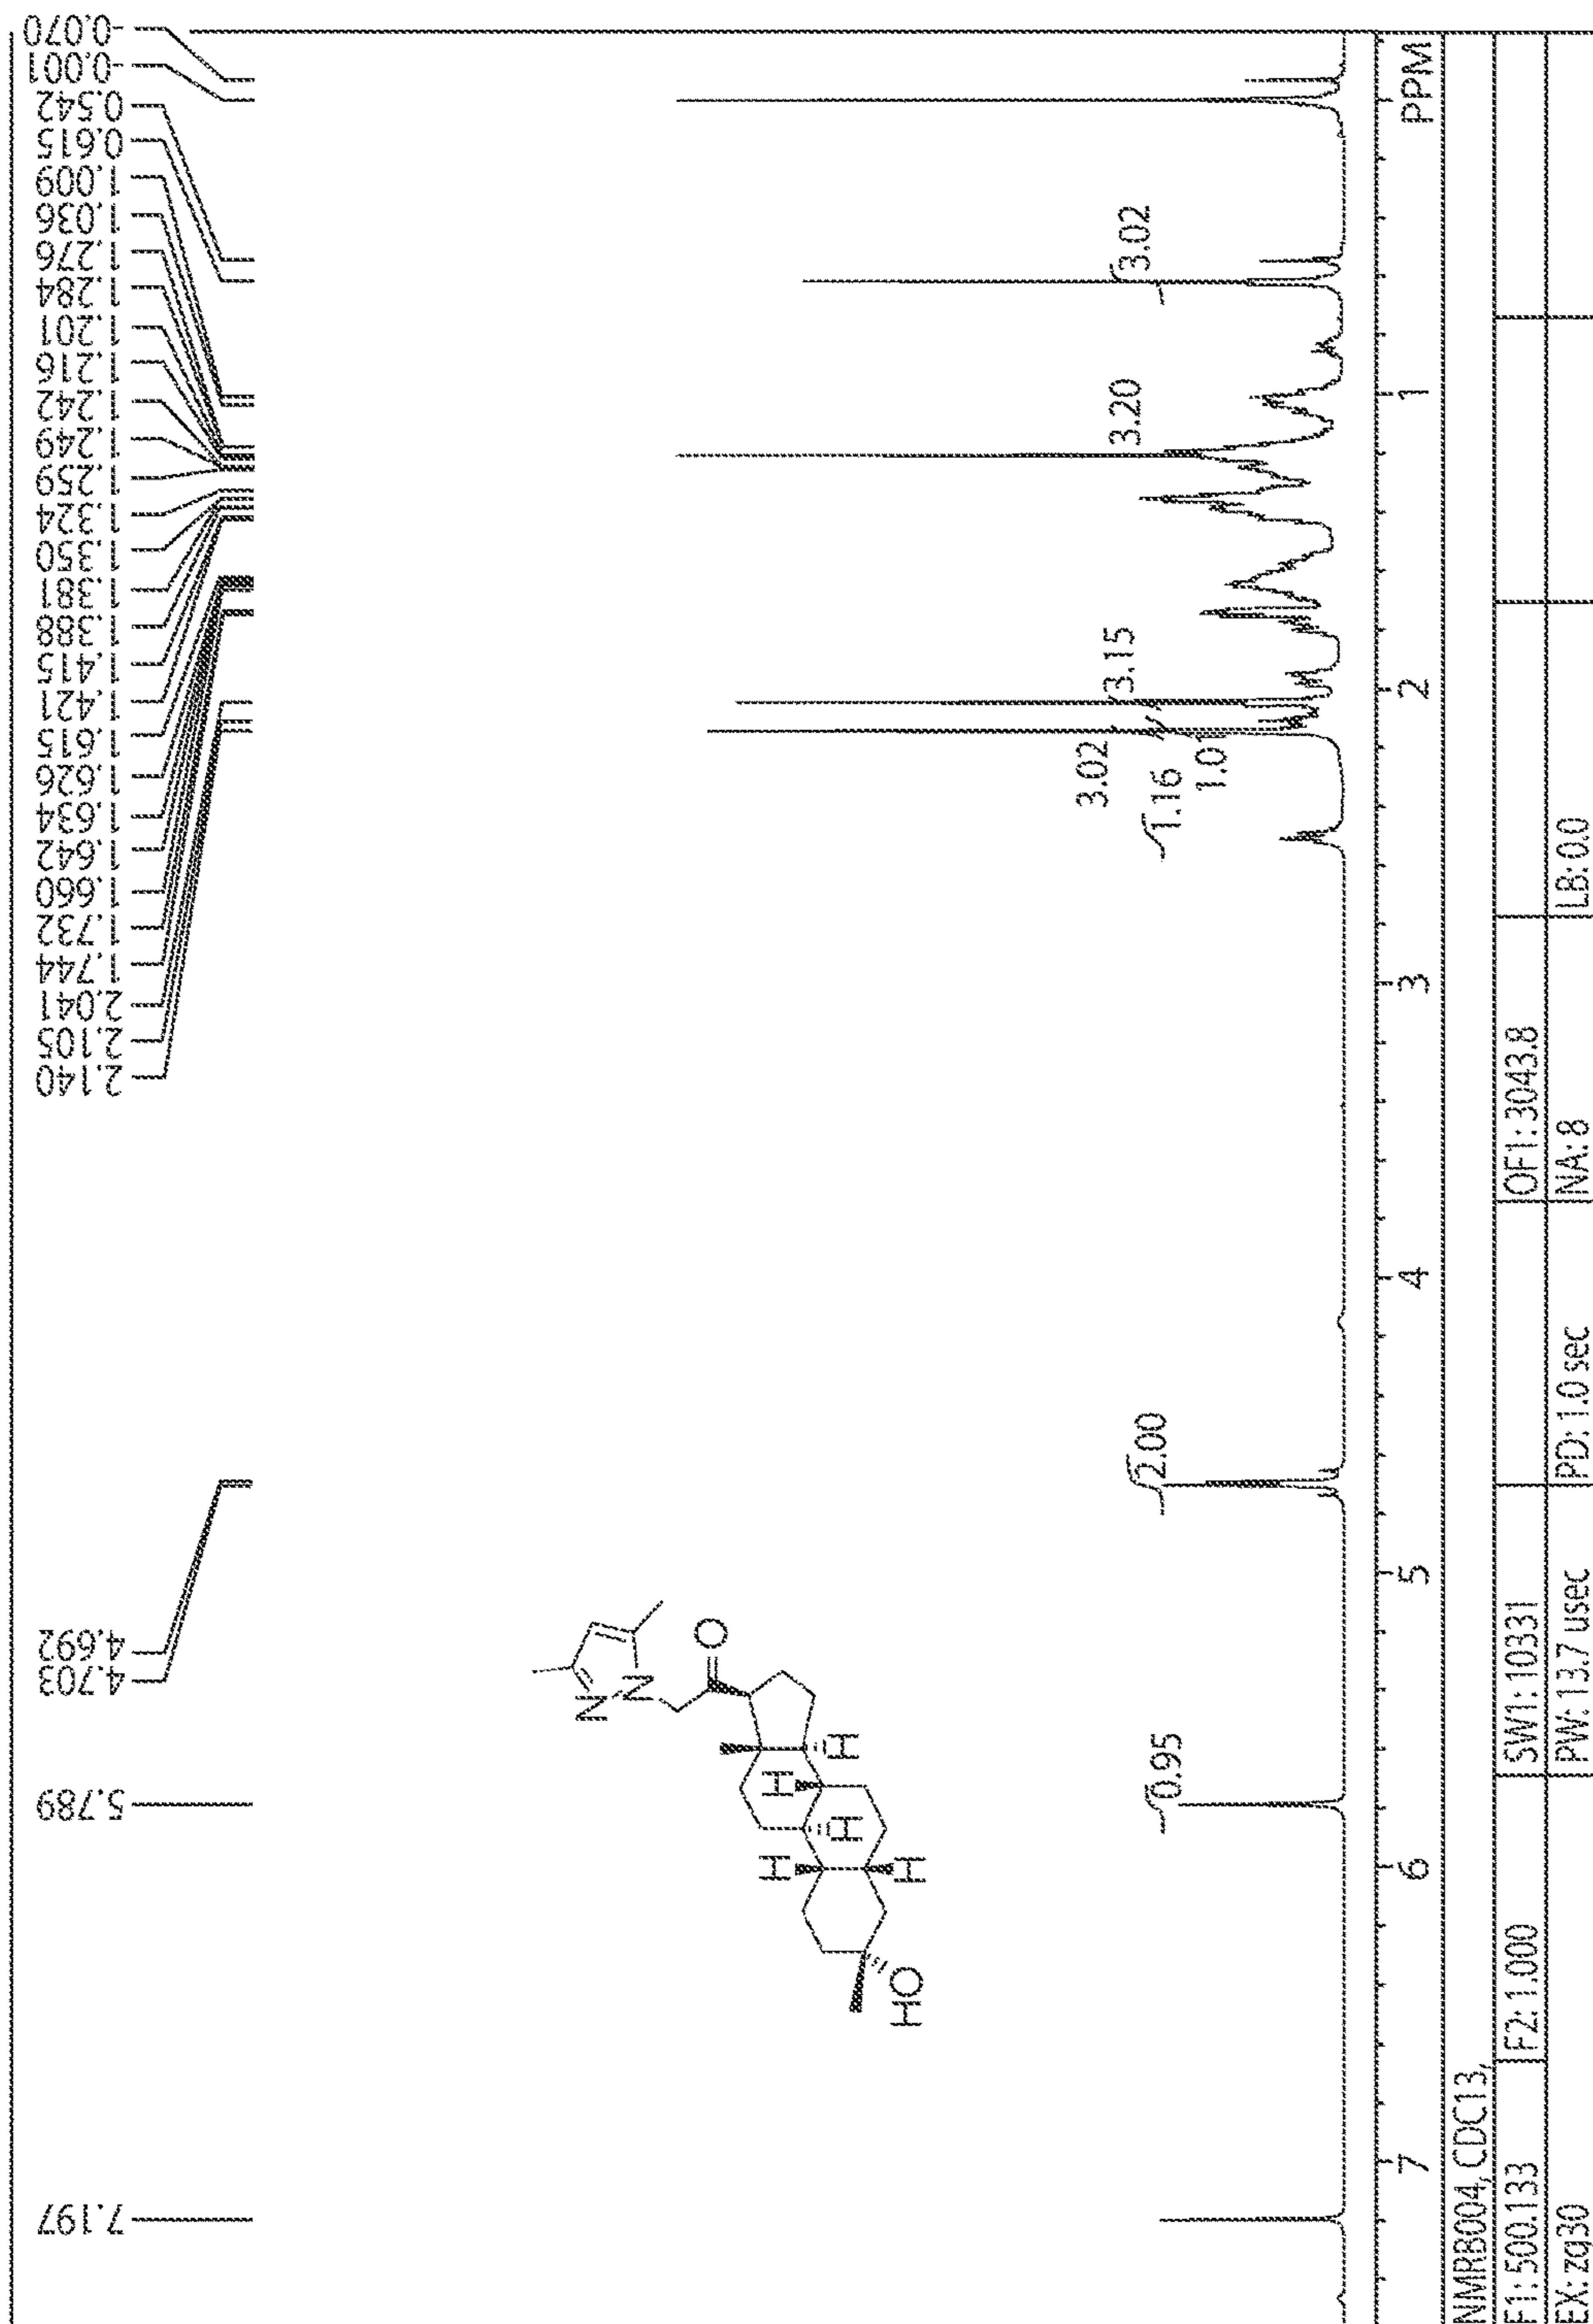 7.197
5.789
4.703
4.692
2.140
2.105
2.041
1.744
1.732
1.660
1.642
1.634
1.626
1.615
1.421
1.415
1.388
1.381
1.350
1.324
1.259
1.249
1.242
1.216
1.201
1.284
1.276
1.036
1.009
0.615
0.542
-0.001
-0.070
N
N
O
H
H
H
H
H
HO
0.95
2.00
3.02
1.16
1.01
3.15
3.20
3.02
7
6
5
4
3
2
1
PPM
NMRB004, CDC13,
F1: 500.133
F2: 1.000
SW1: 10331
OF1: 3043.8
EX: zg30
PW: 13.7 usec
PD: 1.0 sec
NA: 8
LB: 0.0